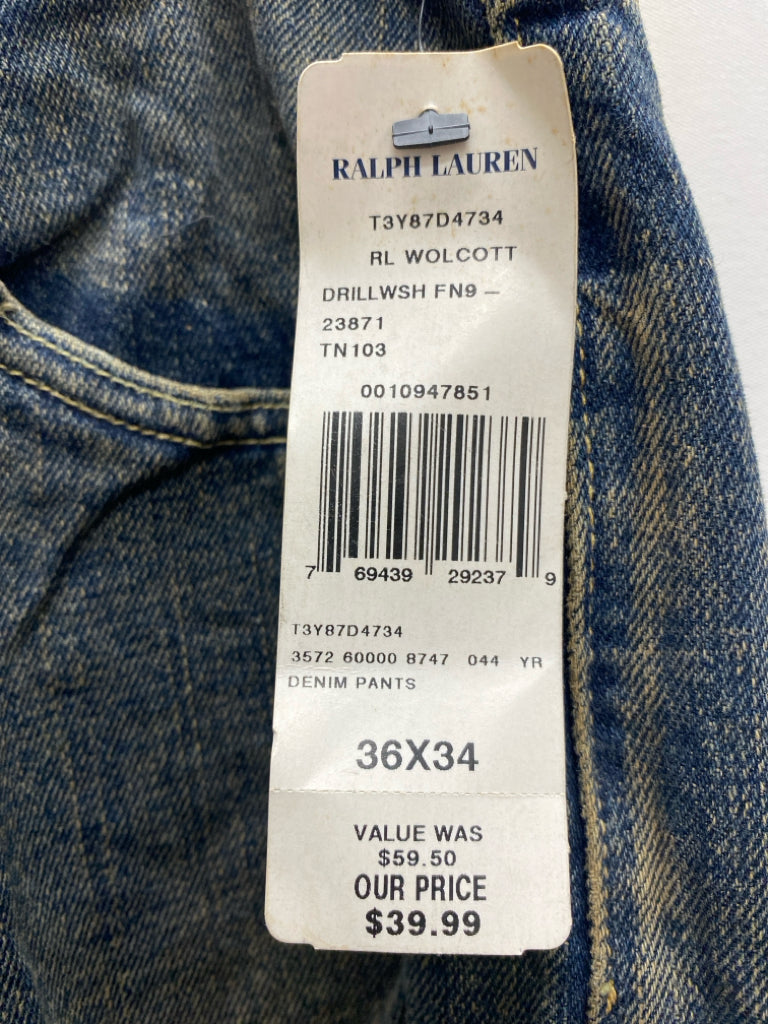 RALPH LAUREN
T3Y87D4734
RL WOLCOTT
DRILLWSH FN9 –
23871
TN103
0010947851
7 69439 29237 9
T3Y87D4734
3572 60000 8747 044 YR
DENIM PANTS
36X34
VALUE WAS
$59.50
OUR PRICE
$39.99